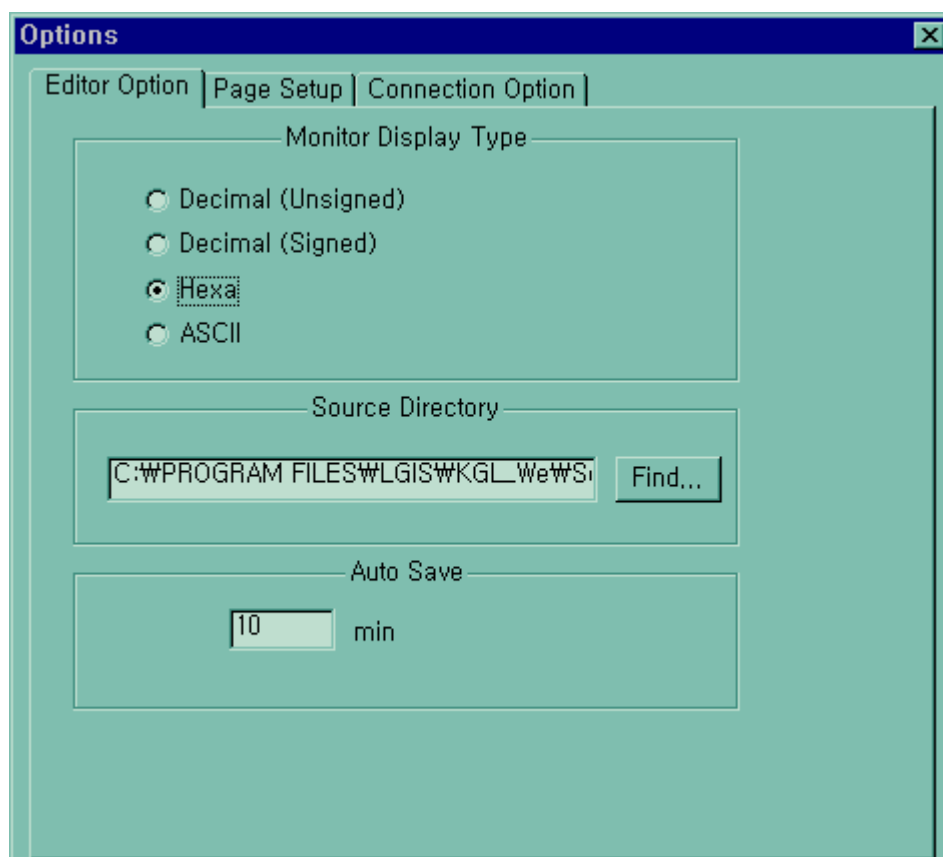 Options
Editor Option Page Setup Connection Option
Monitor Display Type
Decimal (Unsigned)
Decimal (Signed)
Hexa
ASCII
Source Directory
C:₩PROGRAM FILES₩LGIS₩KGL_We₩S Find...
Auto Save
10 min